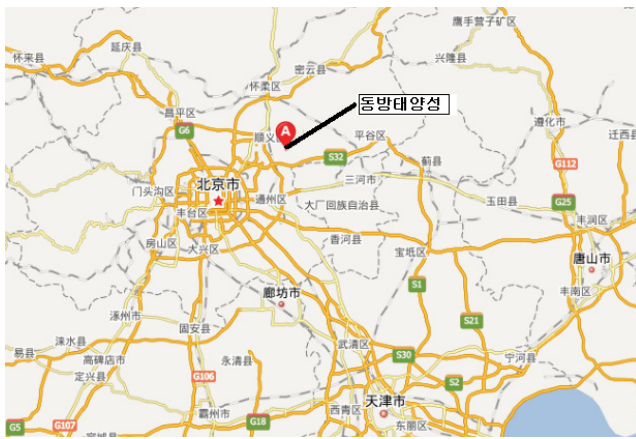 鹰手营子矿区
延庆县
怀来县
兴隆县
密云县
怀柔区
동방태양성
遵化市
昌平区
迁西县
G6
顺义区
A
平谷区
S32
蓟县
G112
三河市
北京市
门头沟区
通州区
大厂回族自治县
玉田县
G25
丰台区
丰润区
房山区
大兴区
香河县
宝坻区
唐山市
廊坊市
S1
丰南区
涿州市
固安县
S21
武清区
涞水县
易县
高碑店市
永清县
S30
宁河县
定兴县
G106
S2
天津市
霸州市
西青区
G5
G107
G18
东丽区